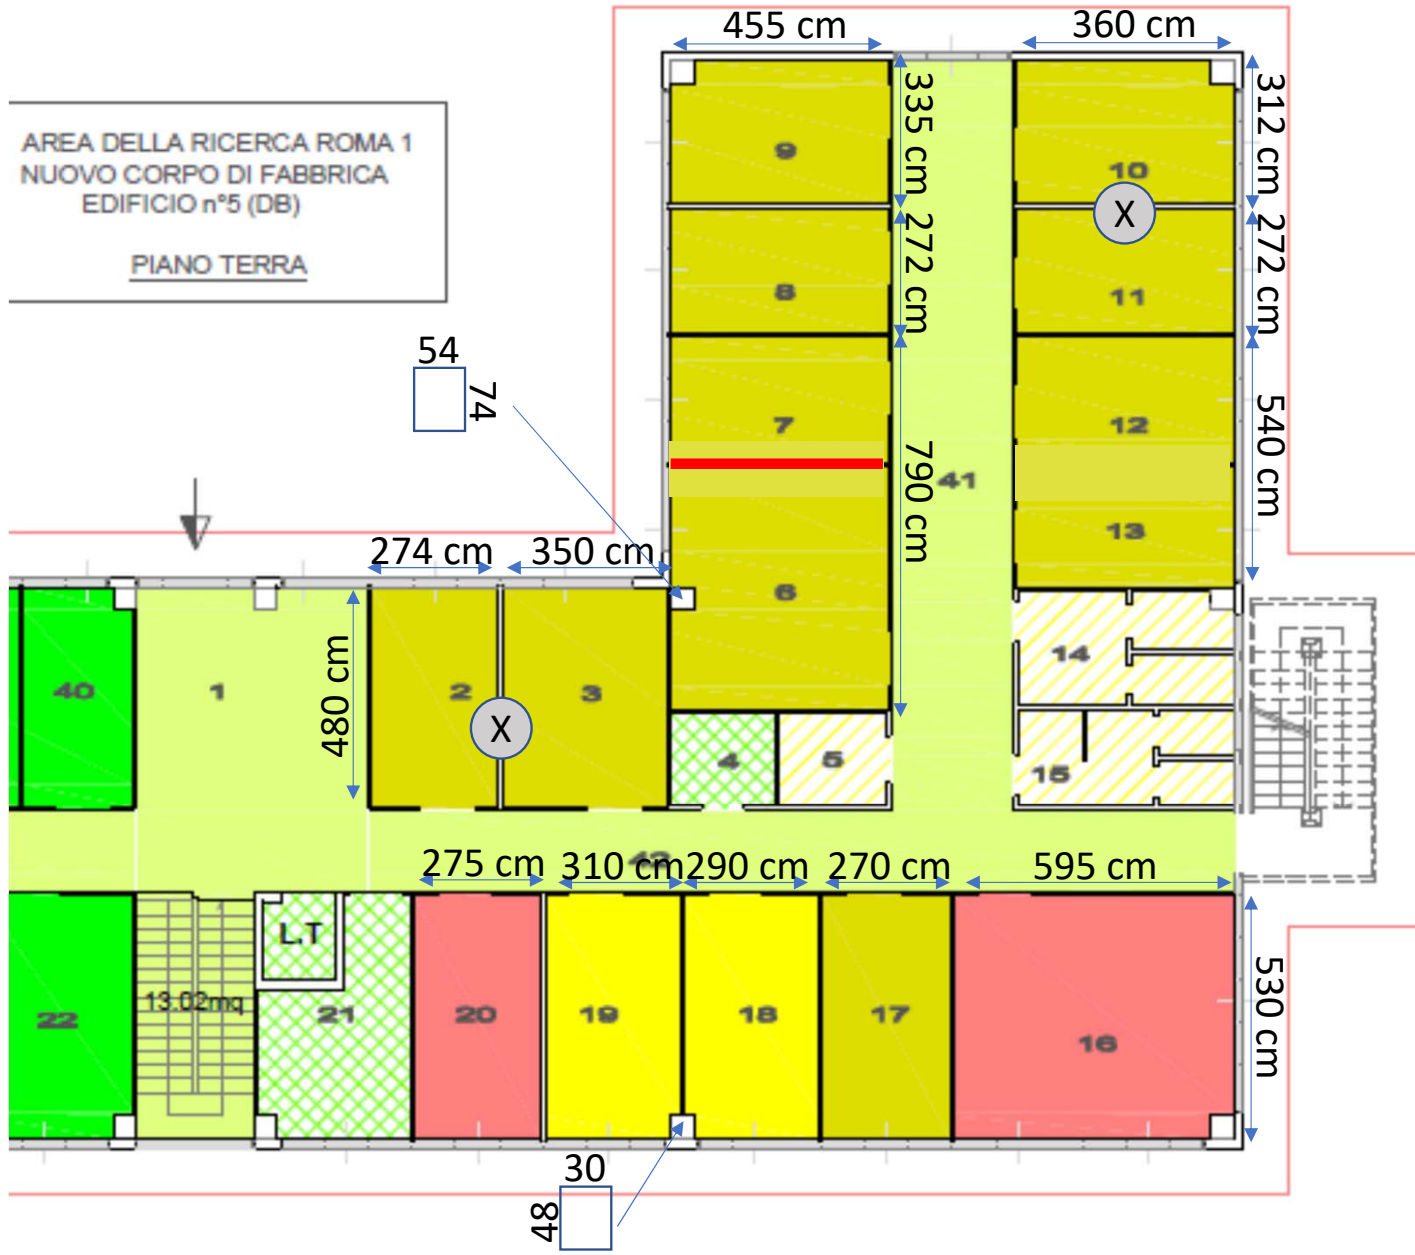 455 cm
360 cm
AREA DELLA RICERCA ROMA 1
NUOVO CORPO DI FABBRICA
EDIFICIO n°5 (DB)
PIANO TERRA
335 cm
312 cm
9
10
X
272 cm
272 cm
8
11
54
74
7
12
790 cm
540 cm
41
13
274 cm
350 cm
6
480 cm
40
1
2
3
X
14
4
5
15
42
275 cm
310 cm
290 cm
270 cm
595 cm
L.T
13.02mq
530 cm
22
21
20
19
18
17
16
30
48